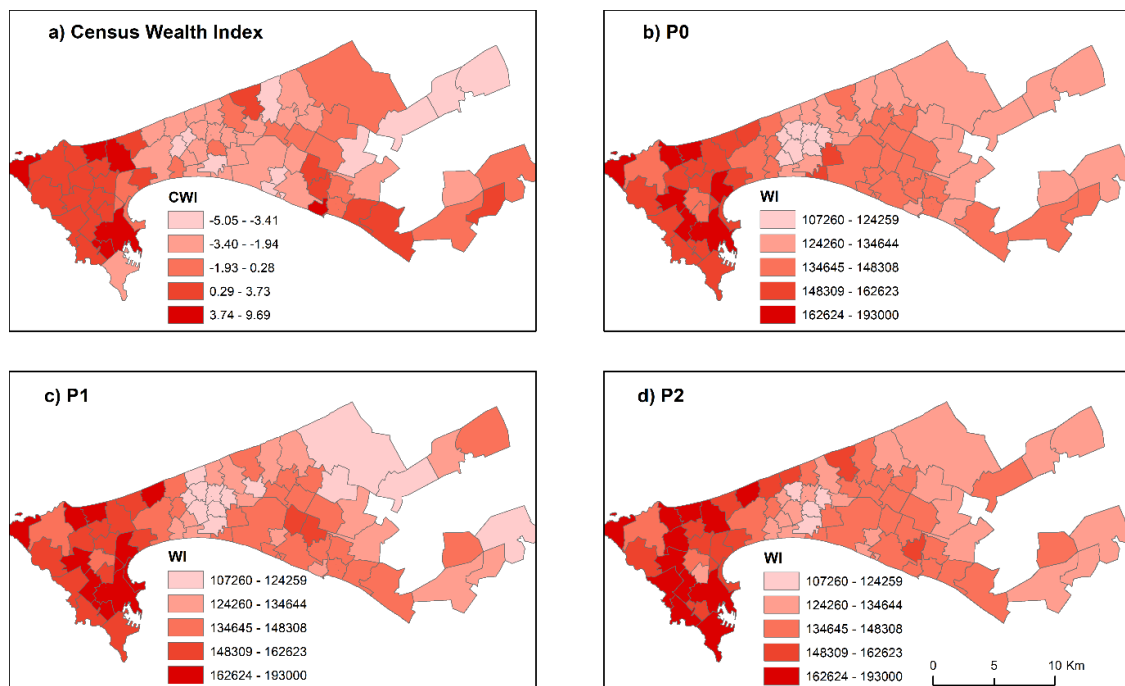 a) Census Wealth Index
CWI
-5.05 - -3.41
-3.40 - -1.94
-1.93 - 0.28
0.29 - 3.73
3.74 - 9.69
b) P0
WI
107260 - 124259
124260 - 134644
134645 - 148308
148309 - 162623
162624 - 193000
c) P1
WI
107260 - 124259
124260 - 134644
134645 - 148308
148309 - 162623
162624 - 193000
d) P2
WI
107260 - 124259
124260 - 134644
134645 - 148308
148309 - 162623
162624 - 193000
0 5 10 Km